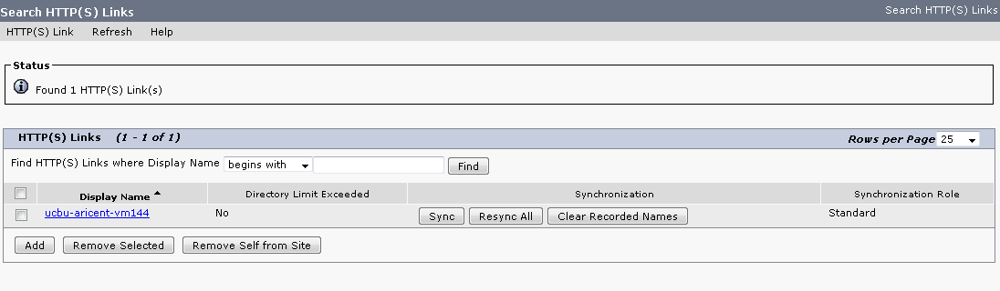 Search HTTP(S) Links Search HTTP(S) Links
HTTP(S) Link Refresh Help
Status
Found 1 HTTP(S) Link(s)
HTTP(S) Links (1 - 1 of 1) Rows per Page 25
Find HTTP(S) Links where Display Name begins with Find
Display Name Directory Limit Exceeded Synchronization Synchronization Role
ucbu-aricent-vm144 No Sync Resync All Clear Recorded Names Standard
Add Remove Selected Remove Self from Site